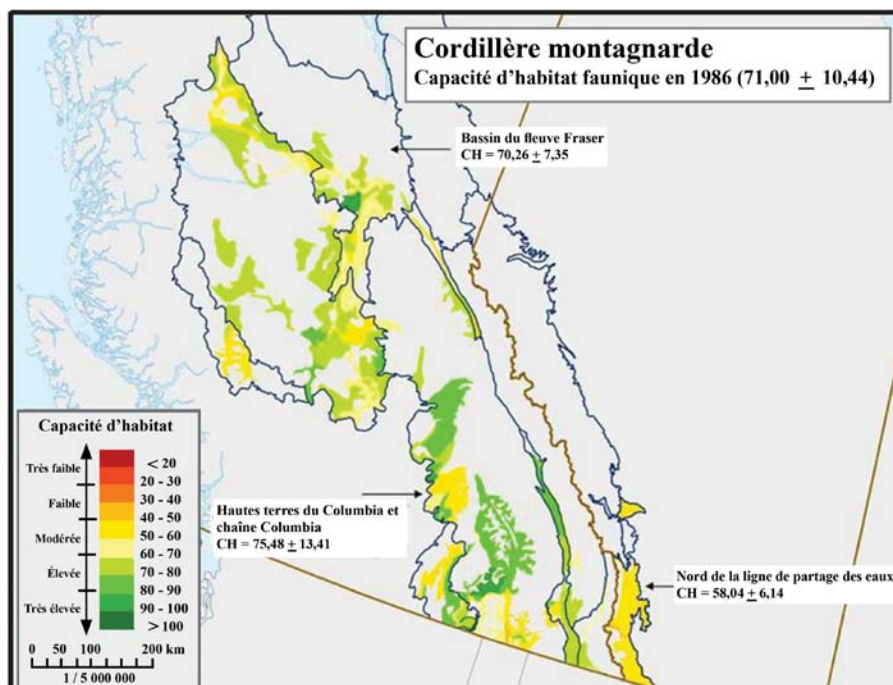 Cordillère montagnarde
Capacité d'habitat faunique en 1986 (71,00 ± 10,44)
Bassin du fleuve Fraser
CH = 70,26 ± 7,35
Capacité d'habitat
Très faible
Faible
Modérée
Élevée
Très élevée
< 20
20 - 30
30 - 40
40 - 50
50 - 60
60 - 70
70 - 80
80 - 90
90 - 100
> 100
0 50 100 200 km
1 / 5 000 000
Hautes terres du Columbia et
chaîne Columbia
CH = 75,48 ± 13,41
Nord de la ligne de partage des eaux
CH = 58,04 ± 6,14